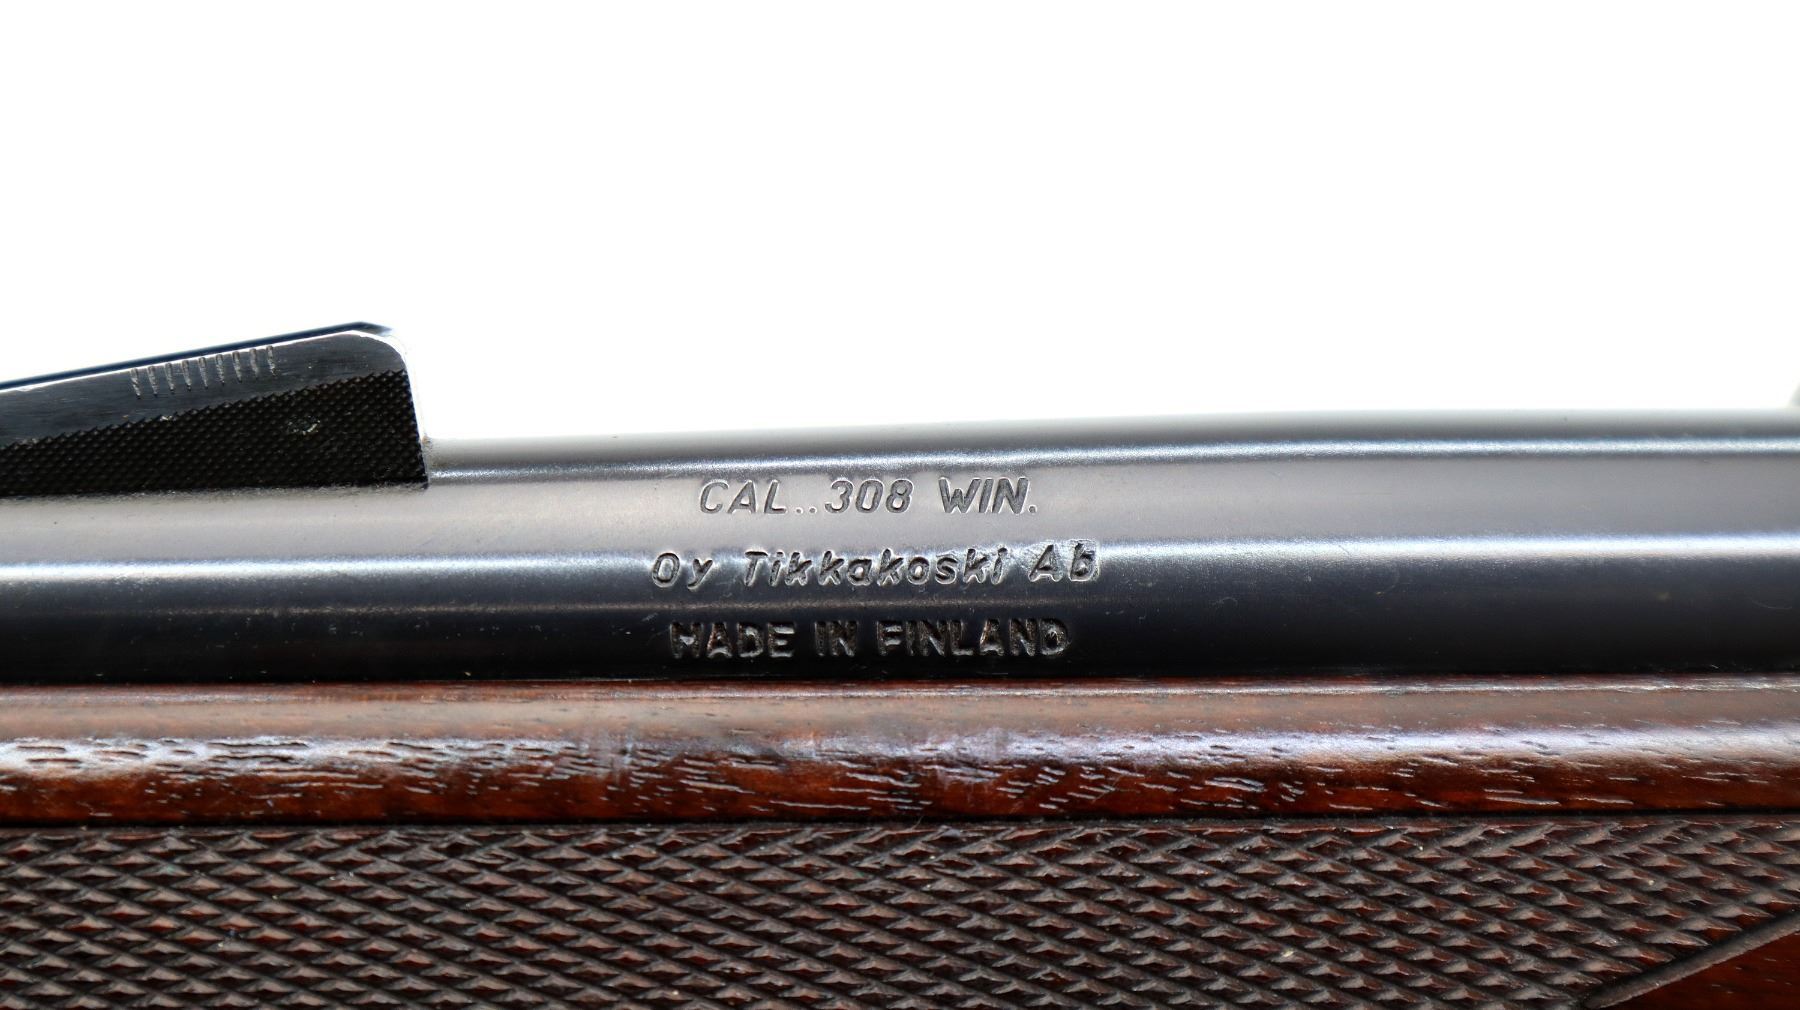 CAL..308 WIN.
Oy Tikkakoski Ab
MADE IN FINLAND